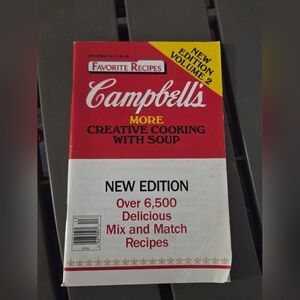 FAVORITE RECIPES
NEW
EDITION
VOLUME 2
Campbell's
MORE
CREATIVE COOKING
WITH SOUP
NEW EDITION
Over 6,500
Delicious
Mix and Match
Recipes